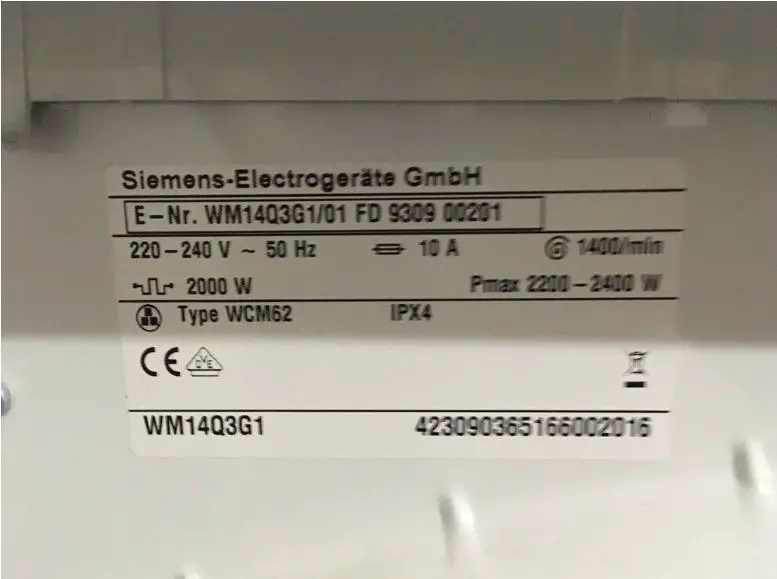 Siemens-Electrogeräte GmbH
E-Nr. WM14Q3G1/01 FD 9309 00201
220-240 V ~ 50 Hz 10 A 1400/min
2000 W Pmax 2200-2400 W
Type WCM62 IPX4
CE DVE
WM14Q3G1 423090365166002016